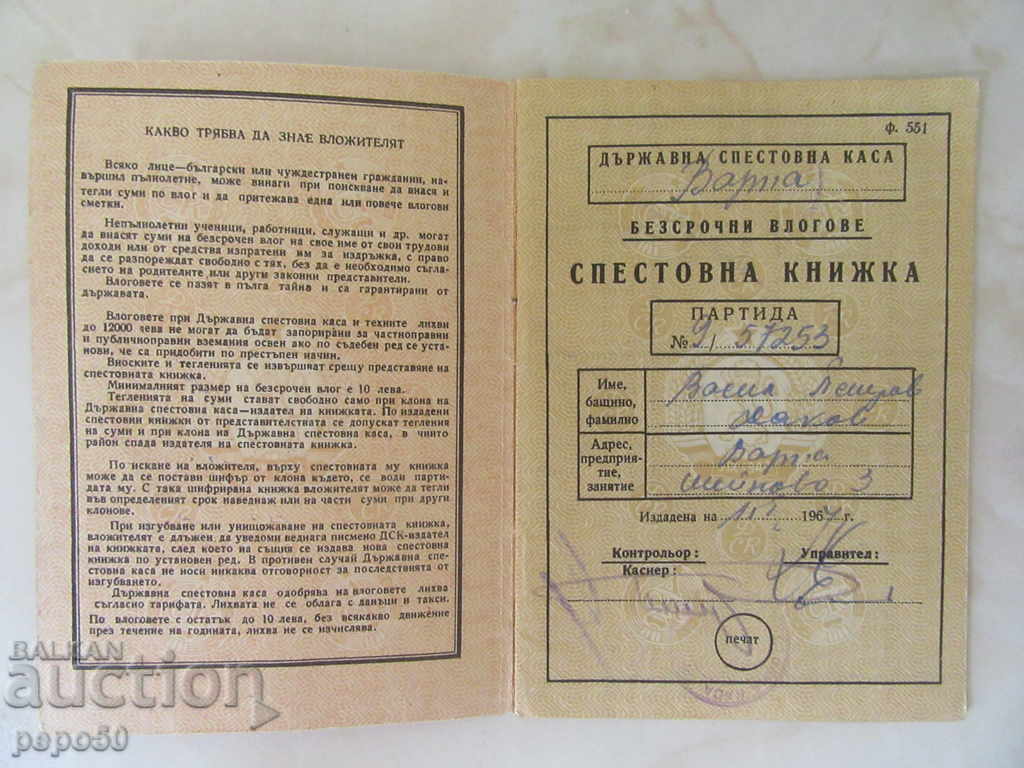 КАКВО ТРЯБВА ДА ЗНАЕ ВЛОЖИТЕЛЯТ
Всяко лице—български или чуждестранен гражданин, на-
вършил пълнолетие, може винаги при поискване да внася и
тегли суми по влог и да притежава една или повече влогови
сметки.
Непълнолетни ученици, работници, служащи и др. могат
да внасят суми на безсрочен влог на свое име от свои трудови
доходи или от средства изпратени им за издръжка, с право
да се разпореждат свободно с тях, без да е необходимо съгла-
сието на родителите или други законни представители.
Влоговете се пазят в пълна тайна и са гарантирани от
държавата.
Влоговете при Държавна спестовна каса и техните лихви
до 12000 лева не могат да бъдат запорирани за частноправни
и публичноправни вземания освен ако по съдебен ред се уста-
нови, че са придобити по престъпен начин.
Вноските и тегленията се извършват срещу представяне на
спестовната книжка.
Минималният размер на безсрочен влог е 10 лева.
Тегленията на суми стават свободно само при клона на
Държавна спестовна каса—издател на книжката. По издадени
спестовни книжки от представителствата се допускат тегления
на суми и при клона на Държавна спестовна каса, в чийто
район спада издателя на спестовната книжка.
По искане на вложителя, върху спестовната му книжка
може да се постави шифър от клона където, се води парти-
дата му. С така шифрирана книжка вложителят може да тегли
във определеният срок наведнаж или на части суми при други
клонове.
При изгубване или унищожаване на спестовната книжка,
вложителят е длъжен да уведоми веднага писмено ДСК-издател
на книжката, след което на същия се издава нова спестовна
книжка по установен ред. В противен случай Държавна спе-
стовна каса не носи никаква отговорност за последствията от
изгубването.
Държавна спестовна каса одобрява на влоговете лихва
съгласно тарифата. Лихвата не се облага с данъци и такси.
По влоговете с остатък до 10 лева, без всякакво движение
през течение на годината, лихва не се изчислява.
ф. 551
ДЪРЖАВНА СПЕСТОВНА КАСА
Варна
БЕЗСРОЧНИ ВЛОГОВЕ
СПЕСТОВНА КНИЖКА
ПАРТИДА
№ 9/ 57253
Име, бащино, фамилно
Васил Петров
Даков
Адрес, предприя-
тие, занятие
Варна
Шейново 3
Издадена на 11 I 1967 г.
Контрольор: Управител:
Каснер:
печат
BALKAN
auction
pepo50